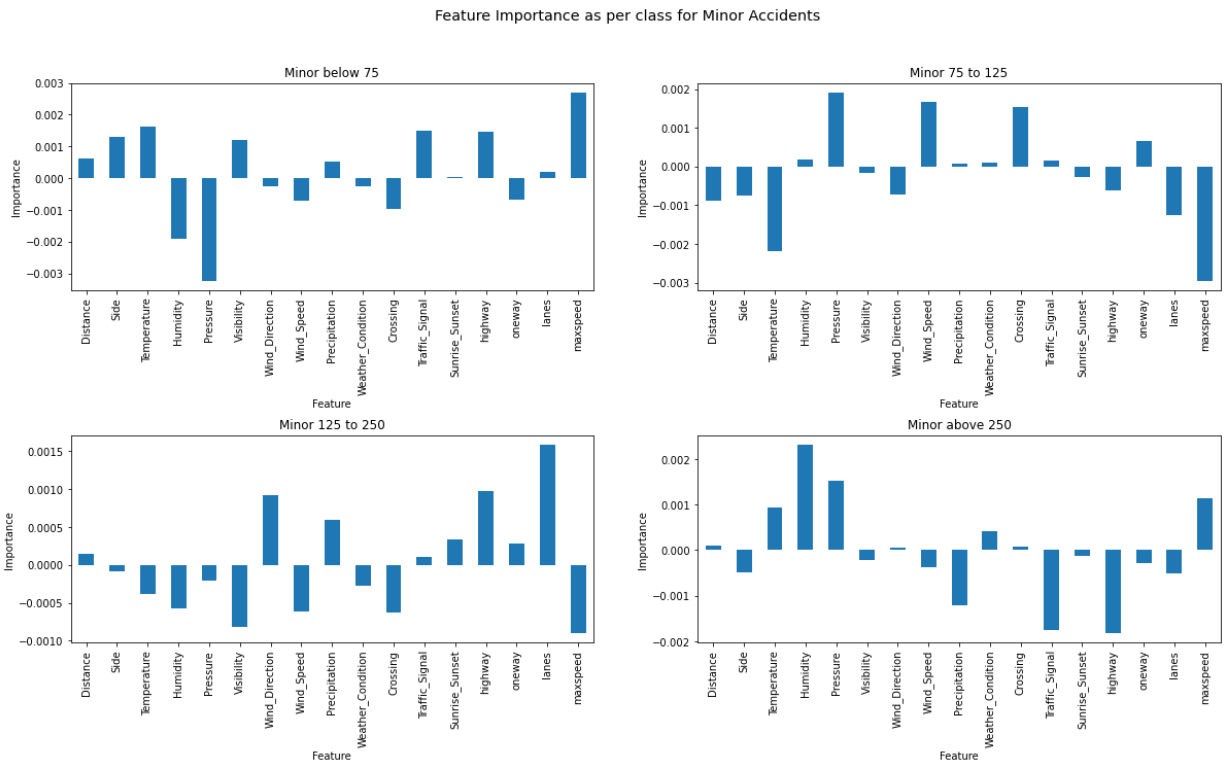 Feature Importance as per class for Minor Accidents
Minor below 75
Importance
0.003
0.002
0.001
0.000
−0.001
−0.002
−0.003
Distance
Side
Temperature
Humidity
Pressure
Visibility
Wind_Direction
Wind_Speed
Precipitation
Weather_Condition
Crossing
Traffic_Signal
Sunrise_Sunset
highway
oneway
lanes
maxspeed
Feature
Minor 75 to 125
Importance
0.002
0.001
0.000
−0.001
−0.002
−0.003
Distance
Side
Temperature
Humidity
Pressure
Visibility
Wind_Direction
Wind_Speed
Precipitation
Weather_Condition
Crossing
Traffic_Signal
Sunrise_Sunset
highway
oneway
lanes
maxspeed
Feature
Minor 125 to 250
Importance
0.0015
0.0010
0.0005
0.0000
−0.0005
−0.0010
Distance
Side
Temperature
Humidity
Pressure
Visibility
Wind_Direction
Wind_Speed
Precipitation
Weather_Condition
Crossing
Traffic_Signal
Sunrise_Sunset
highway
oneway
lanes
maxspeed
Feature
Minor above 250
Importance
0.002
0.001
0.000
−0.001
−0.002
Distance
Side
Temperature
Humidity
Pressure
Visibility
Wind_Direction
Wind_Speed
Precipitation
Weather_Condition
Crossing
Traffic_Signal
Sunrise_Sunset
highway
oneway
lanes
maxspeed
Feature